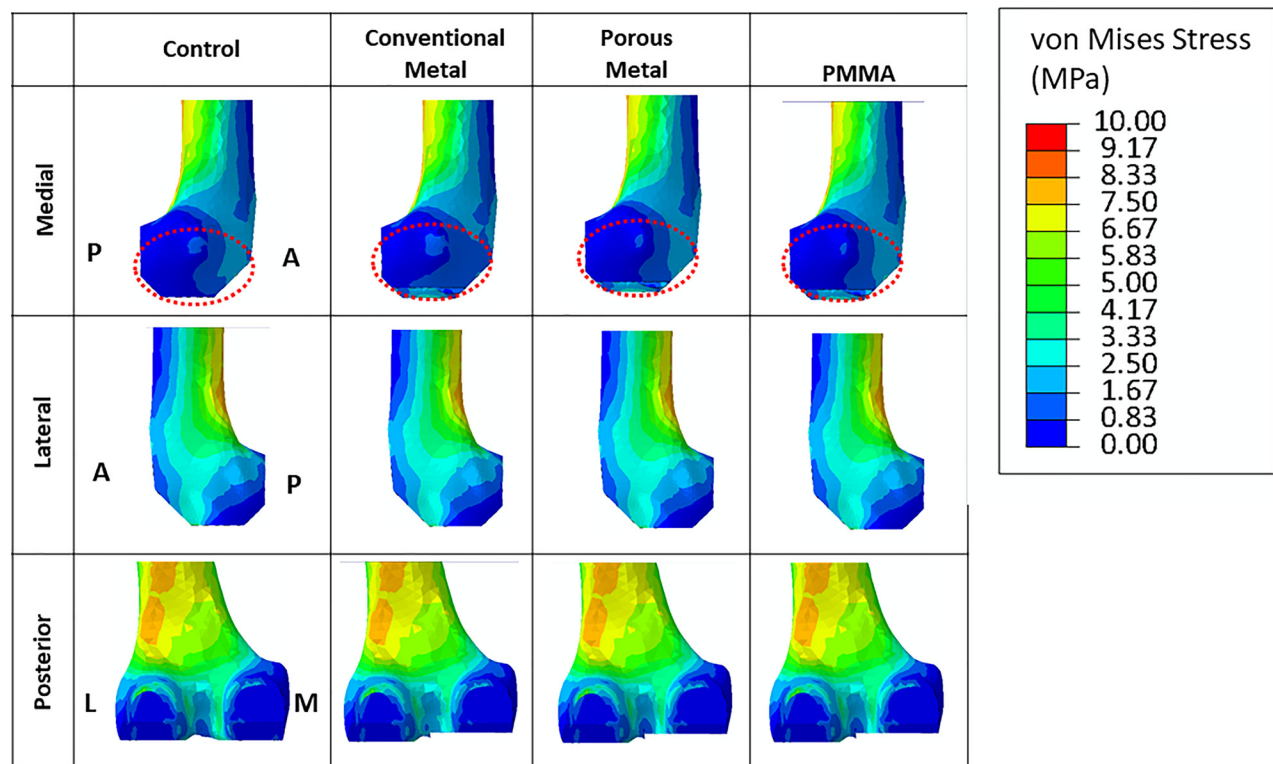 Control
Conventional
Metal
Porous
Metal
PMMA
Medial
P
A
Lateral
A
P
Posterior
L
M
von Mises Stress
(MPa)
10.00
9.17
8.33
7.50
6.67
5.83
5.00
4.17
3.33
2.50
1.67
0.83
0.00